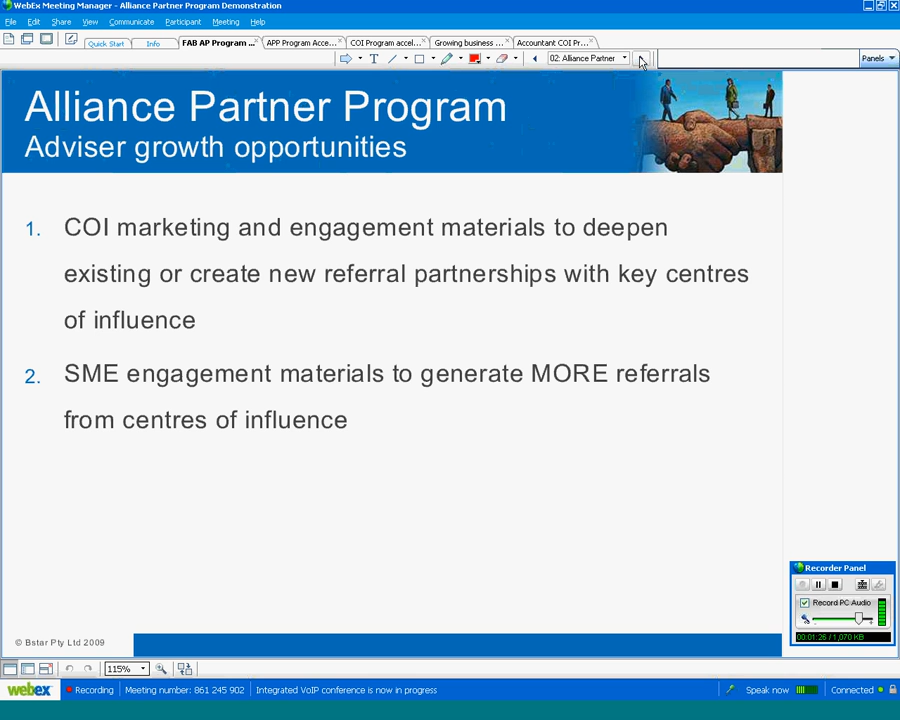 WebEx Meeting Manager - Alliance Partner Program Demonstration
File Edit Share View Communicate Participant Meeting Help
Quick Start Info FAB AP Program ... APP Program Acce... COI Program accel... Growing business ... Accountant COI Pr...
02: Alliance Partner
Panels
Alliance Partner Program
Adviser growth opportunities
1. COI marketing and engagement materials to deepen
existing or create new referral partnerships with key centres
of influence
2. SME engagement materials to generate MORE referrals
from centres of influence
Recorder Panel
Record PC Audio
00:01:26 / 1,070 KB
© Bstar Pty Ltd 2009
115%
webex Recording Meeting number: 861 245 902 Integrated VoIP conference is now in progress Speak now Connected